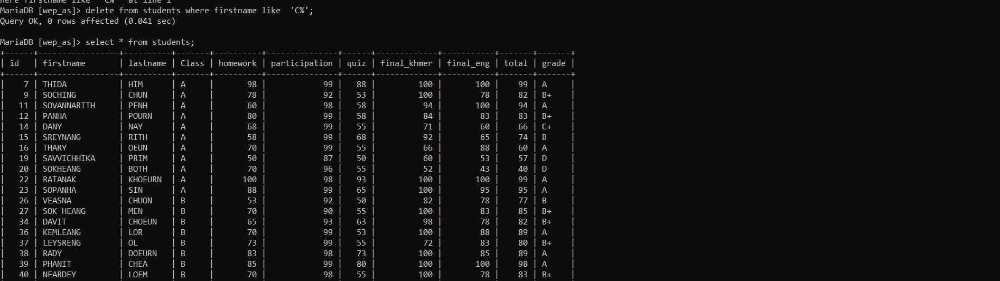 here firstname like  'C%'' at line 1
MariaDB [wep_as]> delete from students where firstname like  'C%';
Query OK, 0 rows affected (0.041 sec)
MariaDB [wep_as]> select * from students;
+------+-----------------+----------+-------+----------+---------------+------+-------------+-----------+-------+-------+
| id   | firstname       | lastname | Class | homework | participation | quiz | final_khmer | final_eng | total | grade |
+------+-----------------+----------+-------+----------+---------------+------+-------------+-----------+-------+-------+
|    7 | THIDA           | HIM      | A     |       98 |            99 |   88 |         100 |       100 |    99 | A     |
|    9 | SOCHING         | CHUN     | A     |       78 |            92 |   53 |         100 |        78 |    82 | B+    |
|   11 | SOVANNARITH     | PENH     | A     |       60 |            98 |   58 |          94 |       100 |    94 | A     |
|   12 | PANHA           | POURN    | A     |       80 |            99 |   58 |          84 |        83 |    83 | B+    |
|   14 | DANY            | NAY      | A     |       68 |            99 |   55 |          71 |        60 |    66 | C+    |
|   15 | SREYNANG        | RITH     | A     |       58 |            99 |   68 |          92 |        65 |    74 | B     |
|   16 | THARY           | OEUN     | A     |       70 |            99 |   55 |          66 |        88 |    60 | A     |
|   19 | SAVVICHHIKA     | PRIM     | A     |       50 |            87 |   50 |          60 |        53 |    57 | D     |
|   20 | SOKHEANG        | BOTH     | A     |       70 |            96 |   55 |          52 |        43 |    40 | D     |
|   22 | RATANAK         | KHOEURN  | A     |      100 |            98 |   93 |         100 |       100 |    99 | A     |
|   23 | SOPANHA         | SIN      | A     |       88 |            99 |   65 |         100 |        95 |    95 | A     |
|   26 | VEASNA          | CHUON    | B     |       53 |            92 |   50 |          82 |        78 |    77 | B     |
|   27 | SOK HEANG       | MEN      | B     |       70 |            90 |   55 |         100 |        83 |    85 | B+    |
|   34 | DAVIT           | CHOEUN   | B     |       65 |            93 |   63 |          98 |        78 |    82 | B+    |
|   36 | KEMLEANG        | LOR      | B     |       70 |            99 |   53 |         100 |        88 |    89 | A     |
|   37 | LEYSRENG        | OL       | B     |       73 |            99 |   55 |          72 |        83 |    80 | B+    |
|   38 | RADY            | DOEURN   | B     |       83 |            98 |   73 |         100 |        85 |    89 | A     |
|   39 | PHANIT          | CHEA     | B     |       85 |            99 |   80 |         100 |       100 |    98 | A     |
|   40 | NEARDEY         | LOEM     | B     |       70 |            98 |   55 |         100 |        78 |    83 | B+    |